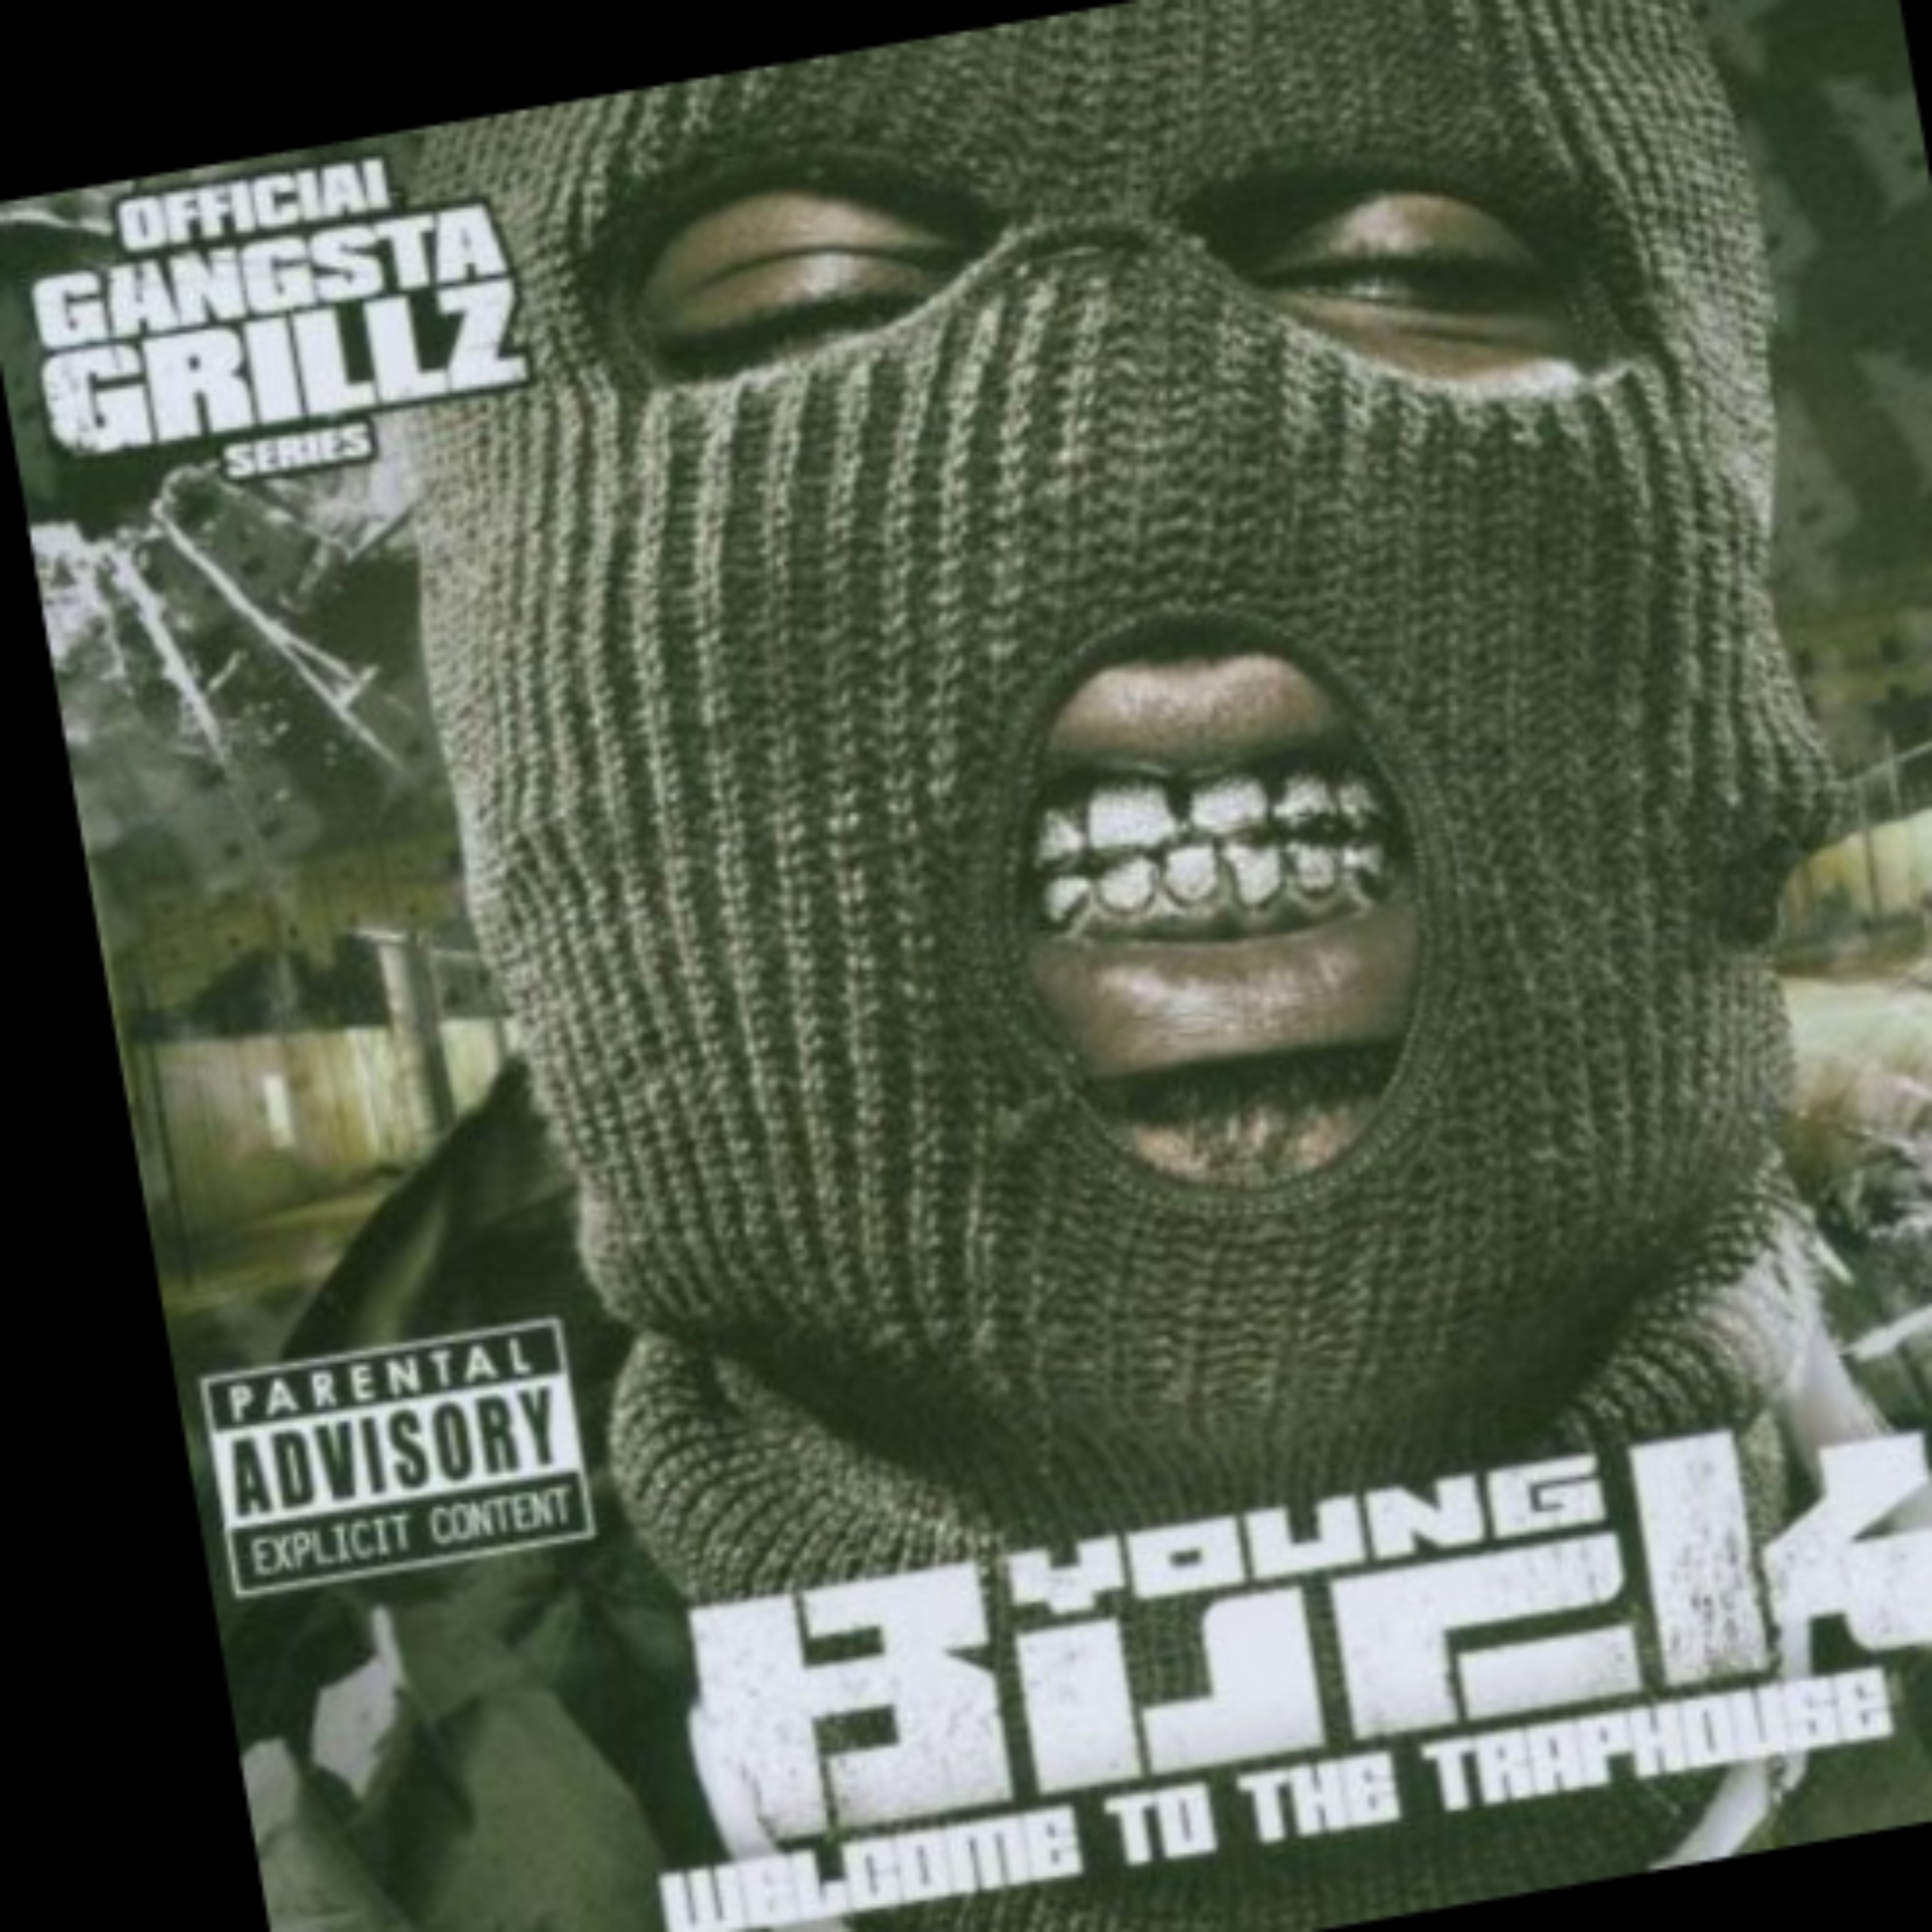 OFFICIAL
GANGSTA
GRILLZ
SERIES
PARENTAL
ADVISORY
EXPLICIT CONTENT
YOUNG
BUCK
WELCOME TO THE TRAPHOUSE